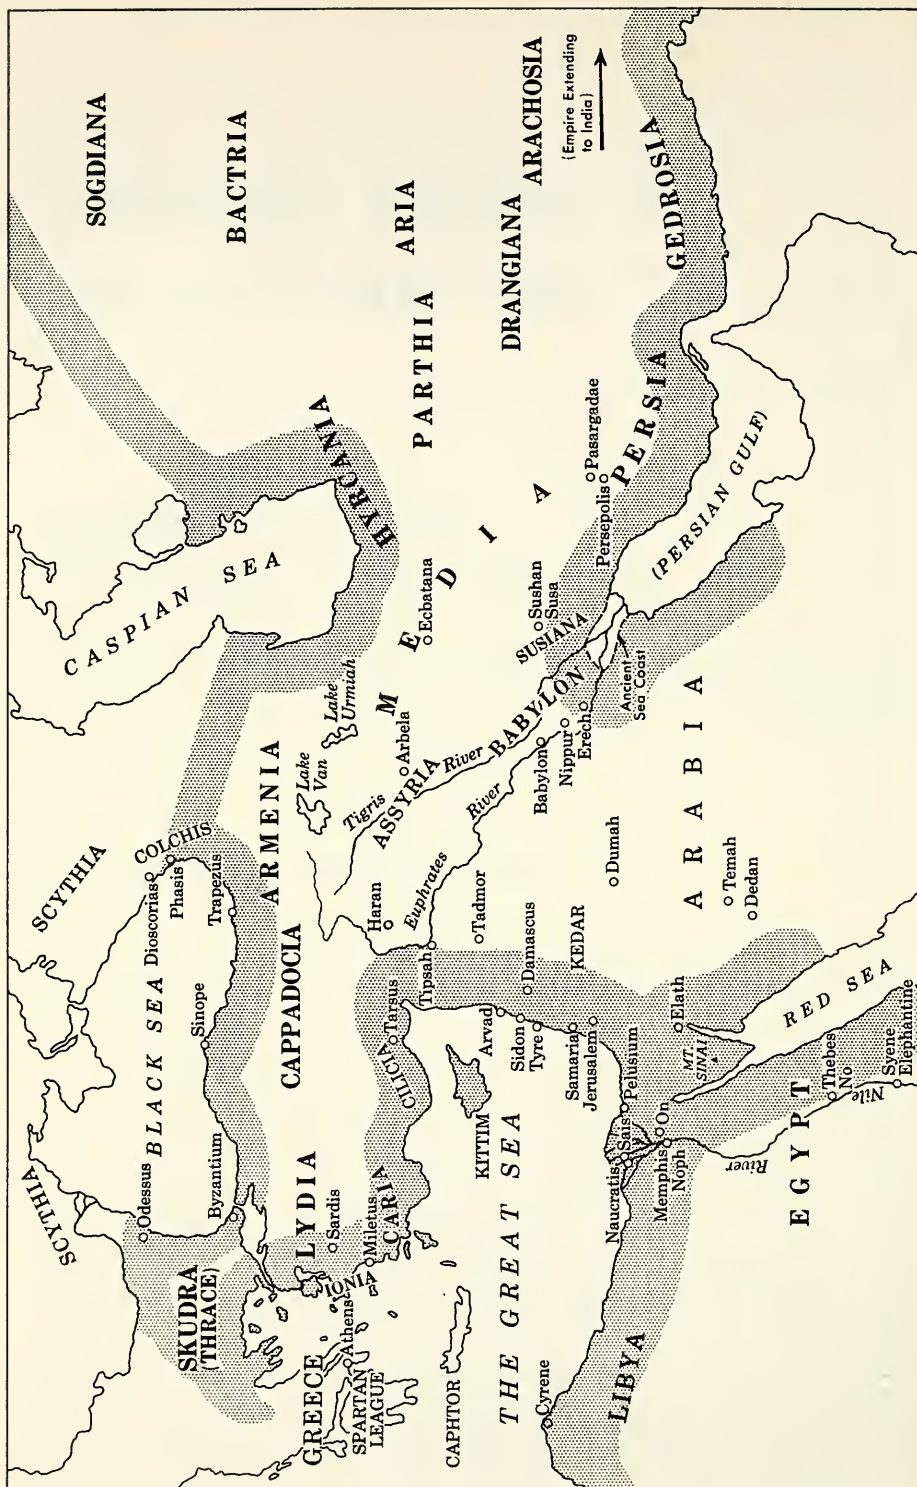 SCYTHIA
SCYTHIA
SOGDIANA
CASPIAN SEA
Odessus
BLACK SEA
Dioscorias
COLCHIS
Phasis
SKUDRA
(THRACE)
Byzantium
Sinope
Trapezus
BACTRIA
ARMENIA
CAPPADOCIA
LYDIA
Sardis
GREECE
Athens
SPARTAN
LEAGUE
IONIA
Miletus
CARIA
CILICIA
Tarsus
Haran
Lake
Van
Lake
Urmiah
HYRCANIA
PARTHIA
ARIA
Tigris
River
ASSYRIA
Arbela
MEDIA
Ecbatana
Tipsah
Euphrates
River
CAPHTOR
KITTIM
Arvad
Tadmor
THE GREAT SEA
Sidon
Tyre
Damascus
KEDAR
BABYLON
SUSIANA
Sushan
Susa
DRANGIANA
ARACHOSIA
(Empire Extending
to India)
Babylon
Nippur
Erech
Ancient
Sea Coast
Persepolis
Pasargadae
PERSIA
GEDROSIA
(PERSIAN GULF)
Cyrene
LIBYA
Samaria
Jerusalem
Dumah
Naucratis
Sais
Pelusium
Memphis
Noph
On
Elath
MT.
SINAI
ARABIA
Temah
Dedan
River
Nile
EGYPT
RED SEA
Thebes
No
Syene
Elephantine